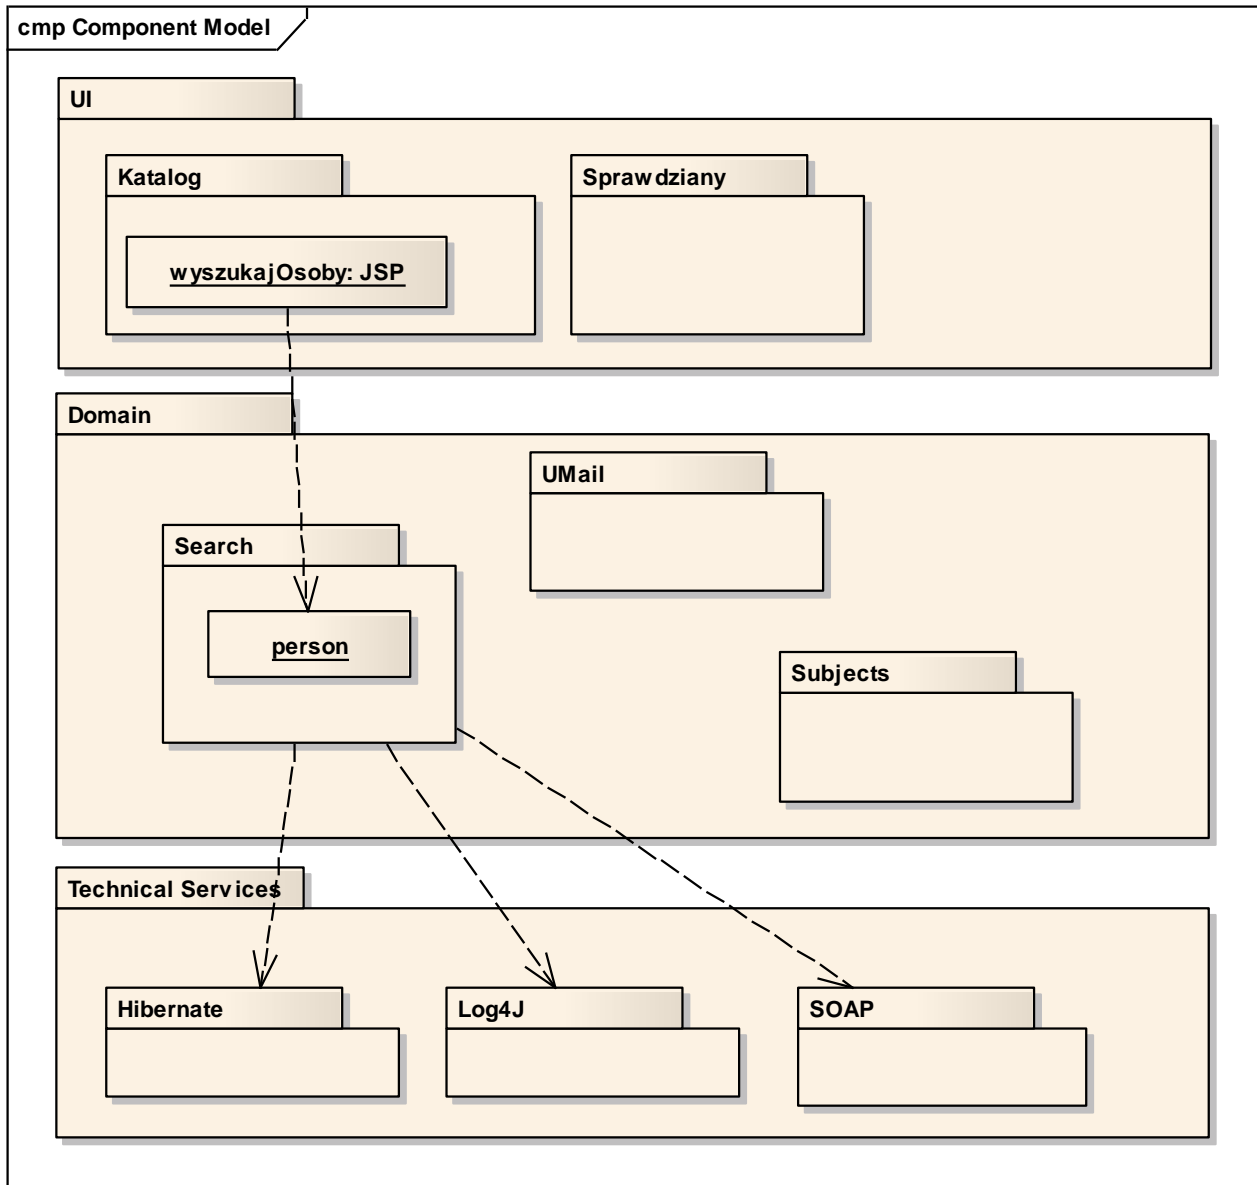 cmp Component Model
UI
Katalog
Sprawdziany
wyszukajOsoby: JSP
Domain
UMail
Search
person
Subjects
Technical Services
Hibernate
Log4J
SOAP